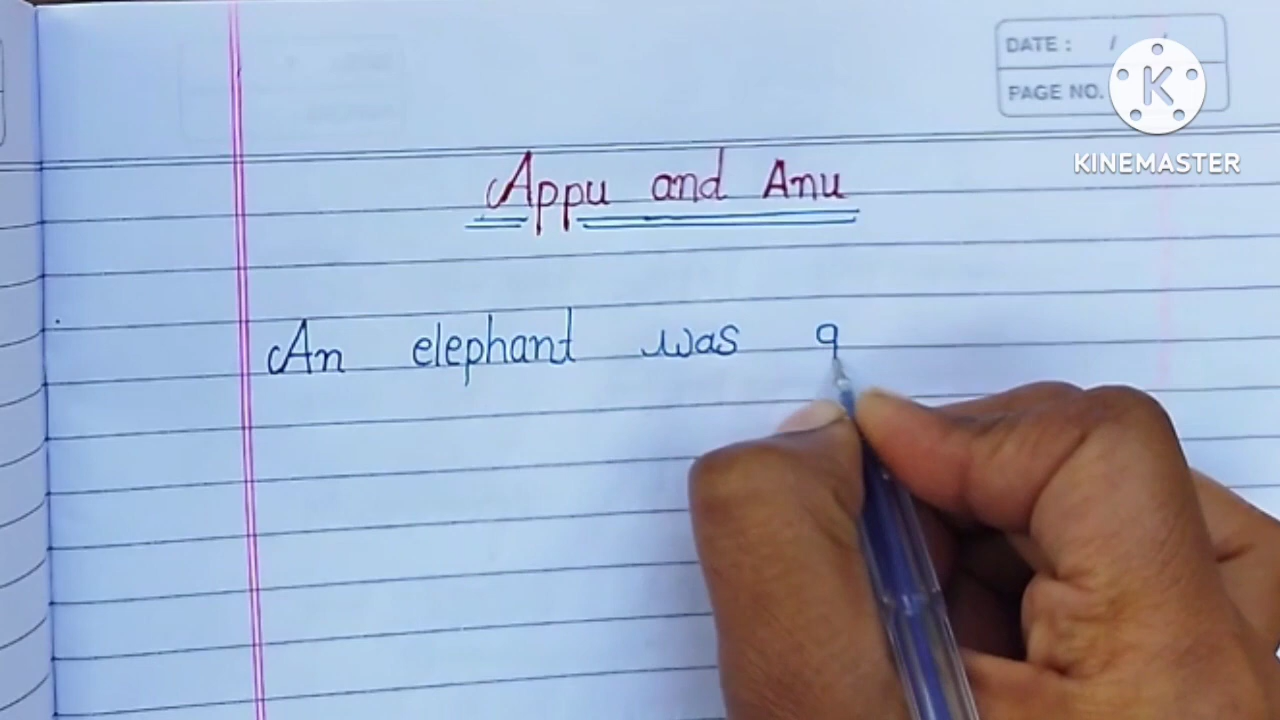 DATE : / /
PAGE NO.
KINEMASTER
Appu and Anu
An elephant was g